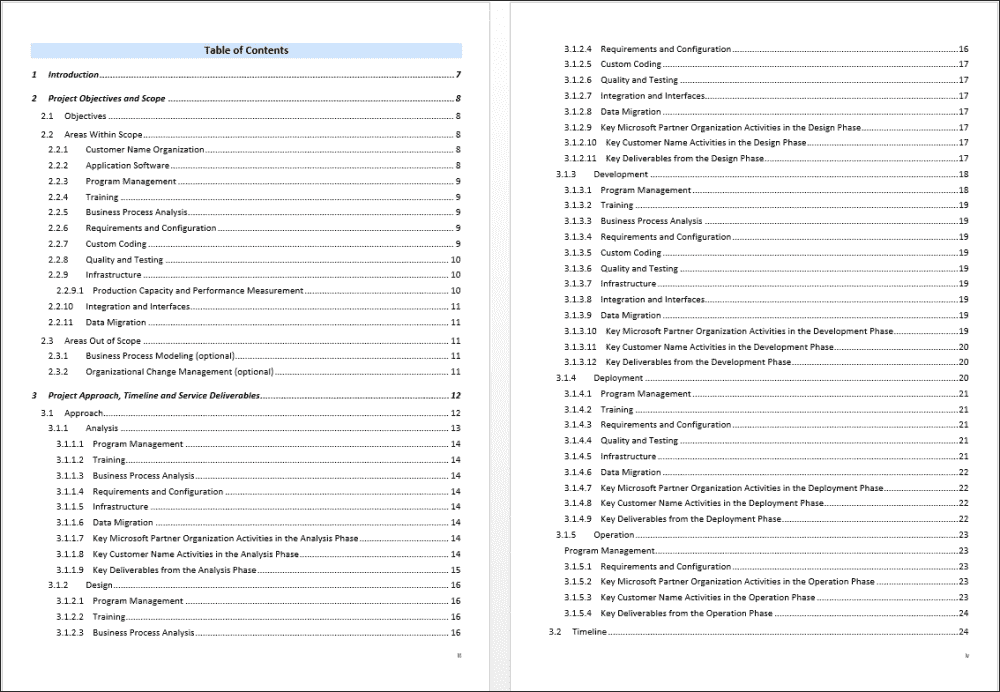 Table of Contents
1 Introduction 7
2 Project Objectives and Scope 8
2.1 Objectives 8
2.2 Areas Within Scope 8
2.2.1 Customer Name Organization 8
2.2.2 Application Software 8
2.2.3 Program Management 9
2.2.4 Training 9
2.2.5 Business Process Analysis 9
2.2.6 Requirements and Configuration 9
2.2.7 Custom Coding 9
2.2.8 Quality and Testing 10
2.2.9 Infrastructure 10
2.2.9.1 Production Capacity and Performance Measurement 10
2.2.10 Integration and Interfaces 11
2.2.11 Data Migration 11
2.3 Areas Out of Scope 11
2.3.1 Business Process Modeling (optional) 11
2.3.2 Organizational Change Management (optional) 11
3 Project Approach, Timeline and Service Deliverables 12
3.1 Approach 12
3.1.1 Analysis 13
3.1.1.1 Program Management 14
3.1.1.2 Training 14
3.1.1.3 Business Process Analysis 14
3.1.1.4 Requirements and Configuration 14
3.1.1.5 Infrastructure 14
3.1.1.6 Data Migration 14
3.1.1.7 Key Microsoft Partner Organization Activities in the Analysis Phase 14
3.1.1.8 Key Customer Name Activities in the Analysis Phase 14
3.1.1.9 Key Deliverables from the Analysis Phase 15
3.1.2 Design 16
3.1.2.1 Program Management 16
3.1.2.2 Training 16
3.1.2.3 Business Process Analysis 16
3.1.2.4 Requirements and Configuration 16
3.1.2.5 Custom Coding 17
3.1.2.6 Quality and Testing 17
3.1.2.7 Integration and Interfaces 17
3.1.2.8 Data Migration 17
3.1.2.9 Key Microsoft Partner Organization Activities in the Design Phase 17
3.1.2.10 Key Customer Name Activities in the Design Phase 17
3.1.2.11 Key Deliverables from the Design Phase 17
3.1.3 Development 18
3.1.3.1 Program Management 18
3.1.3.2 Training 19
3.1.3.3 Business Process Analysis 19
3.1.3.4 Requirements and Configuration 19
3.1.3.5 Custom Coding 19
3.1.3.6 Quality and Testing 19
3.1.3.7 Infrastructure 19
3.1.3.8 Integration and Interfaces 19
3.1.3.9 Data Migration 19
3.1.3.10 Key Microsoft Partner Organization Activities in the Development Phase 19
3.1.3.11 Key Customer Name Activities in the Development Phase 20
3.1.3.12 Key Deliverables from the Development Phase 20
3.1.4 Deployment 20
3.1.4.1 Program Management 21
3.1.4.2 Training 21
3.1.4.3 Requirements and Configuration 21
3.1.4.4 Quality and Testing 21
3.1.4.5 Infrastructure 21
3.1.4.6 Data Migration 22
3.1.4.7 Key Microsoft Partner Organization Activities in the Deployment Phase 22
3.1.4.8 Key Customer Name Activities in the Deployment Phase 22
3.1.4.9 Key Deliverables from the Deployment Phase 22
3.1.5 Operation 23
Program Management 23
3.1.5.1 Requirements and Configuration 23
3.1.5.2 Key Microsoft Partner Organization Activities in the Operation Phase 23
3.1.5.3 Key Customer Name Activities in the Operation Phase 23
3.1.5.4 Key Deliverables from the Operation Phase 24
3.2 Timeline 24
iv